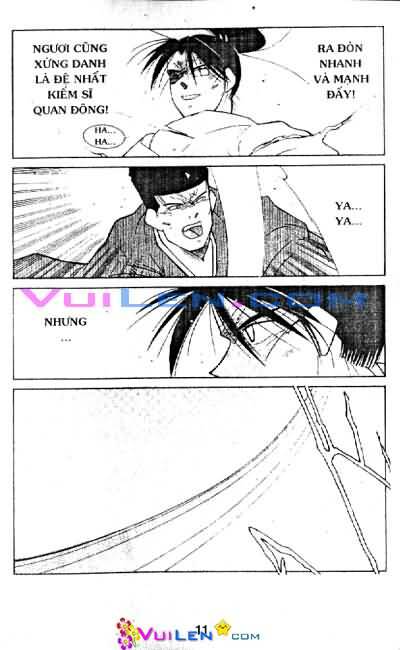 NGƯƠI CŨNG
XỨNG DANH
LÀ ĐỆ NHẤT
KIẾM SĨ
QUAN ĐÔNG!
HA...
HA...
RA ĐÒN
NHANH
VÀ MẠNH
ĐẤY!
YA...
YA...
VUILEN.COM
NHƯNG
...
11
VUILEN.COM